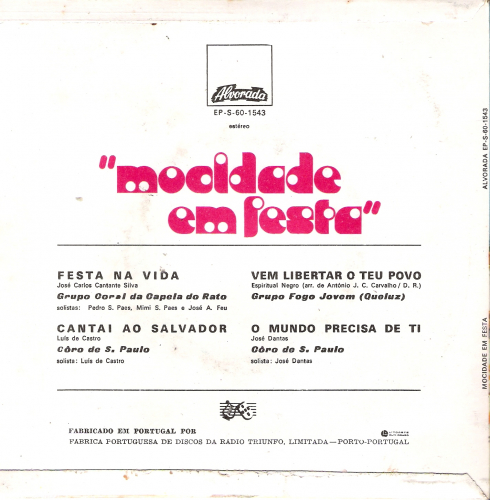 Alvorada
EP-S-60-1543
estéreo
"mocidade
em festa"
FESTA NA VIDA
José Carlos Cantante Silva
Grupo Coral da Capela do Rato
solistas: Pedro S. Paes, Mimi S. Paes e José A. Feu
VEM LIBERTAR O TEU POVO
Espiritual Negro (arr. de António J. C. Carvalho / D. R.)
Grupo Fogo Jovem (Queluz)
CANTAI AO SALVADOR
Luís de Castro
Côro de S. Paulo
solista: Luís de Castro
O MUNDO PRECISA DE TI
José Dantas
Côro de S. Paulo
solista: José Dantas
FABRICADO EM PORTUGAL POR
FABRICA PORTUGUESA DE DISCOS DA RADIO TRIUNFO, LIMITADA — PORTO-PORTUGAL
ALVORADA EP-S-60-1543
MOCIDADE EM FESTA